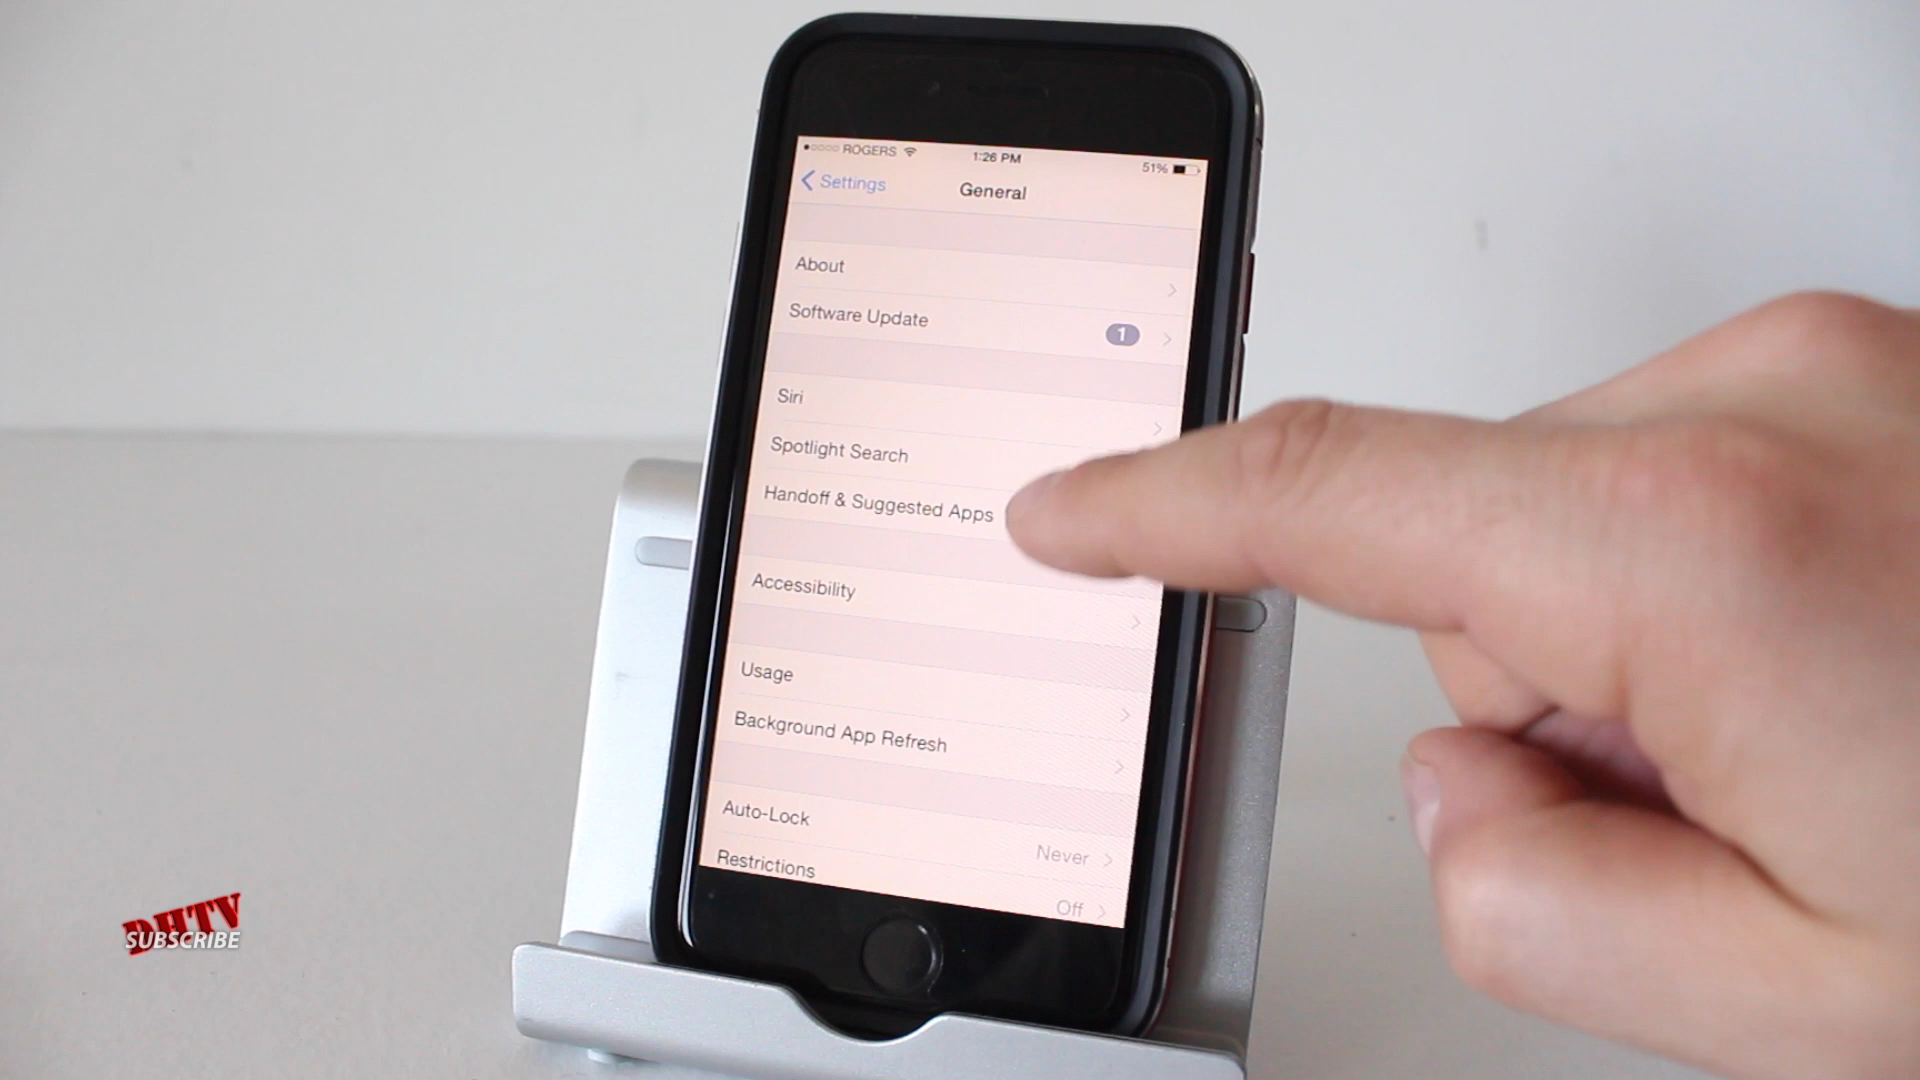 ROGERS 1:26 PM 51%
Settings General
About
Software Update 1
Siri
Spotlight Search
Handoff & Suggested Apps
Accessibility
Usage
Background App Refresh
Auto-Lock Never
Restrictions Off
DHTV
SUBSCRIBE